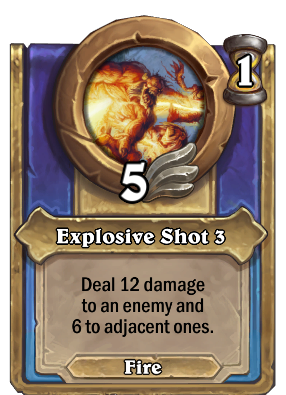 1
5
Explosive Shot 3
Deal 12 damage
to an enemy and
6 to adjacent ones.
Fire